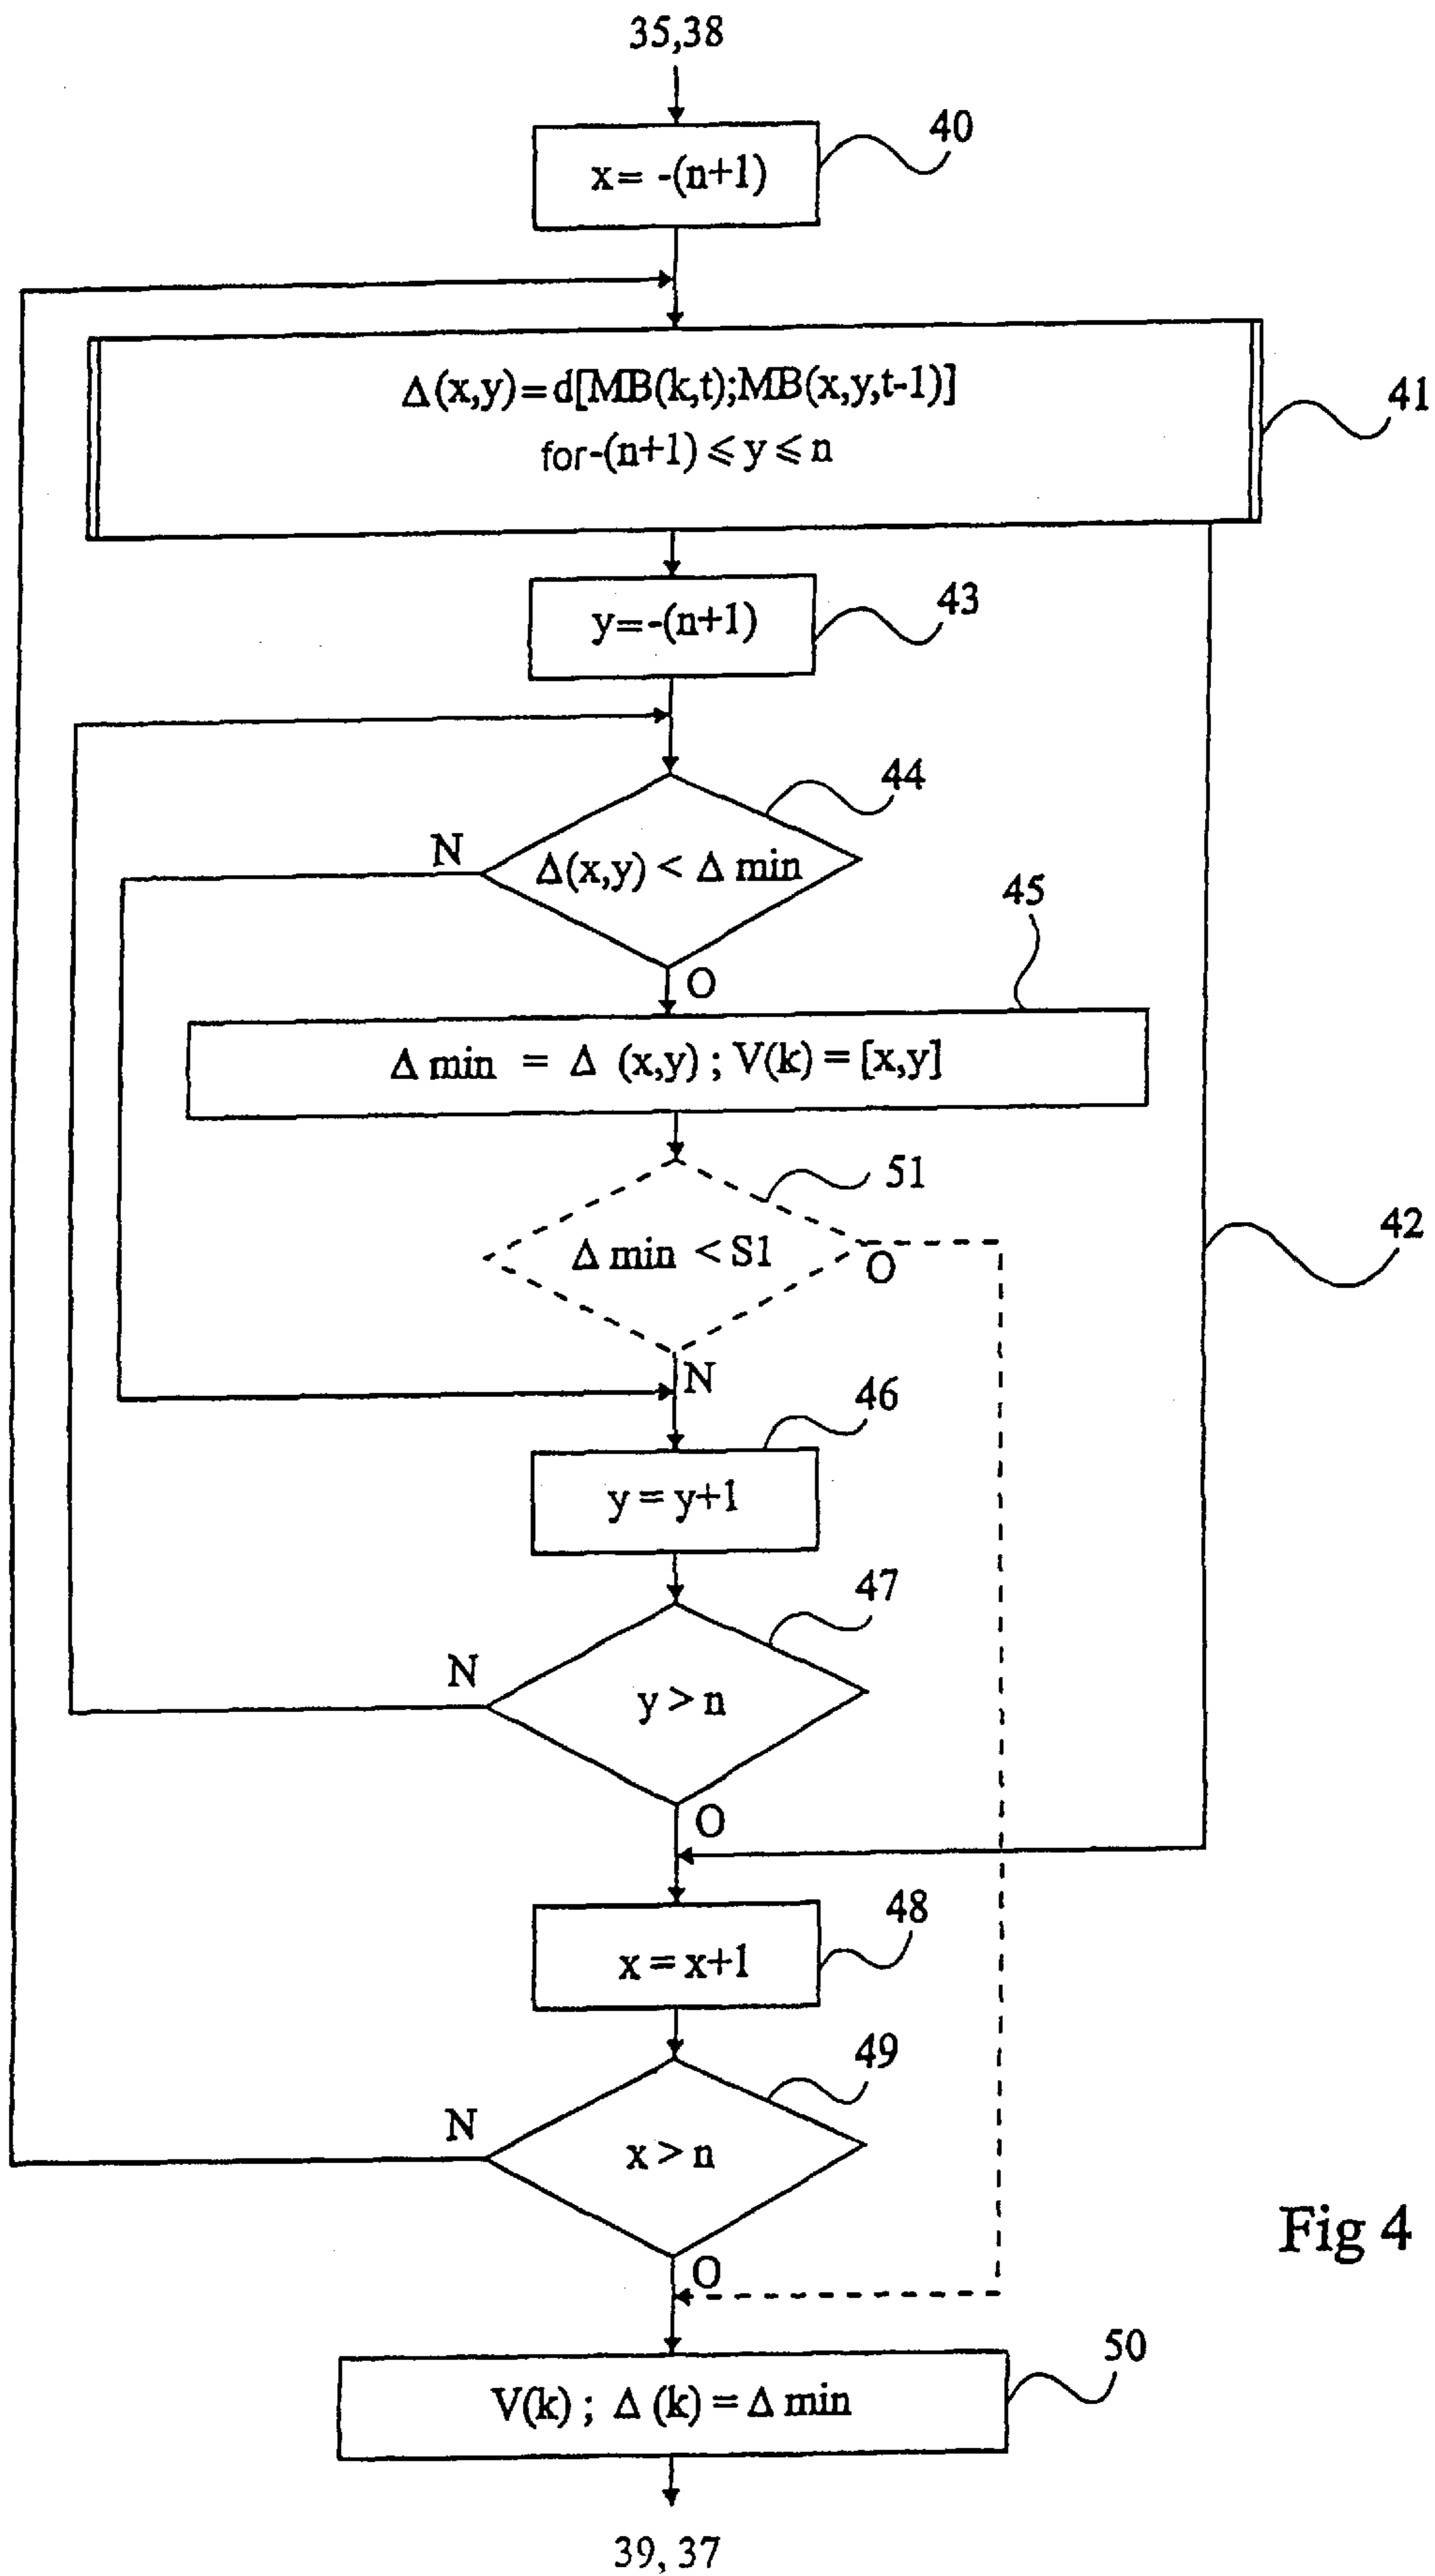 35,38
40
x= -(n+1)
Δ(x,y)=d[MB(k,t);MB(x,y,t-1)]
for-(n+1) ⩽ y ⩽ n
41
y=-(n+1)
43
44
N
Δ(x,y) < Δ min
45
O
Δ min = Δ (x,y) ; V(k) = [x,y]
51
Δ min < S1
O
42
N
46
y = y+1
47
N
y > n
O
48
x = x+1
49
N
x > n
Fig 4
O
50
V(k) ; Δ (k) = Δ min
39, 37